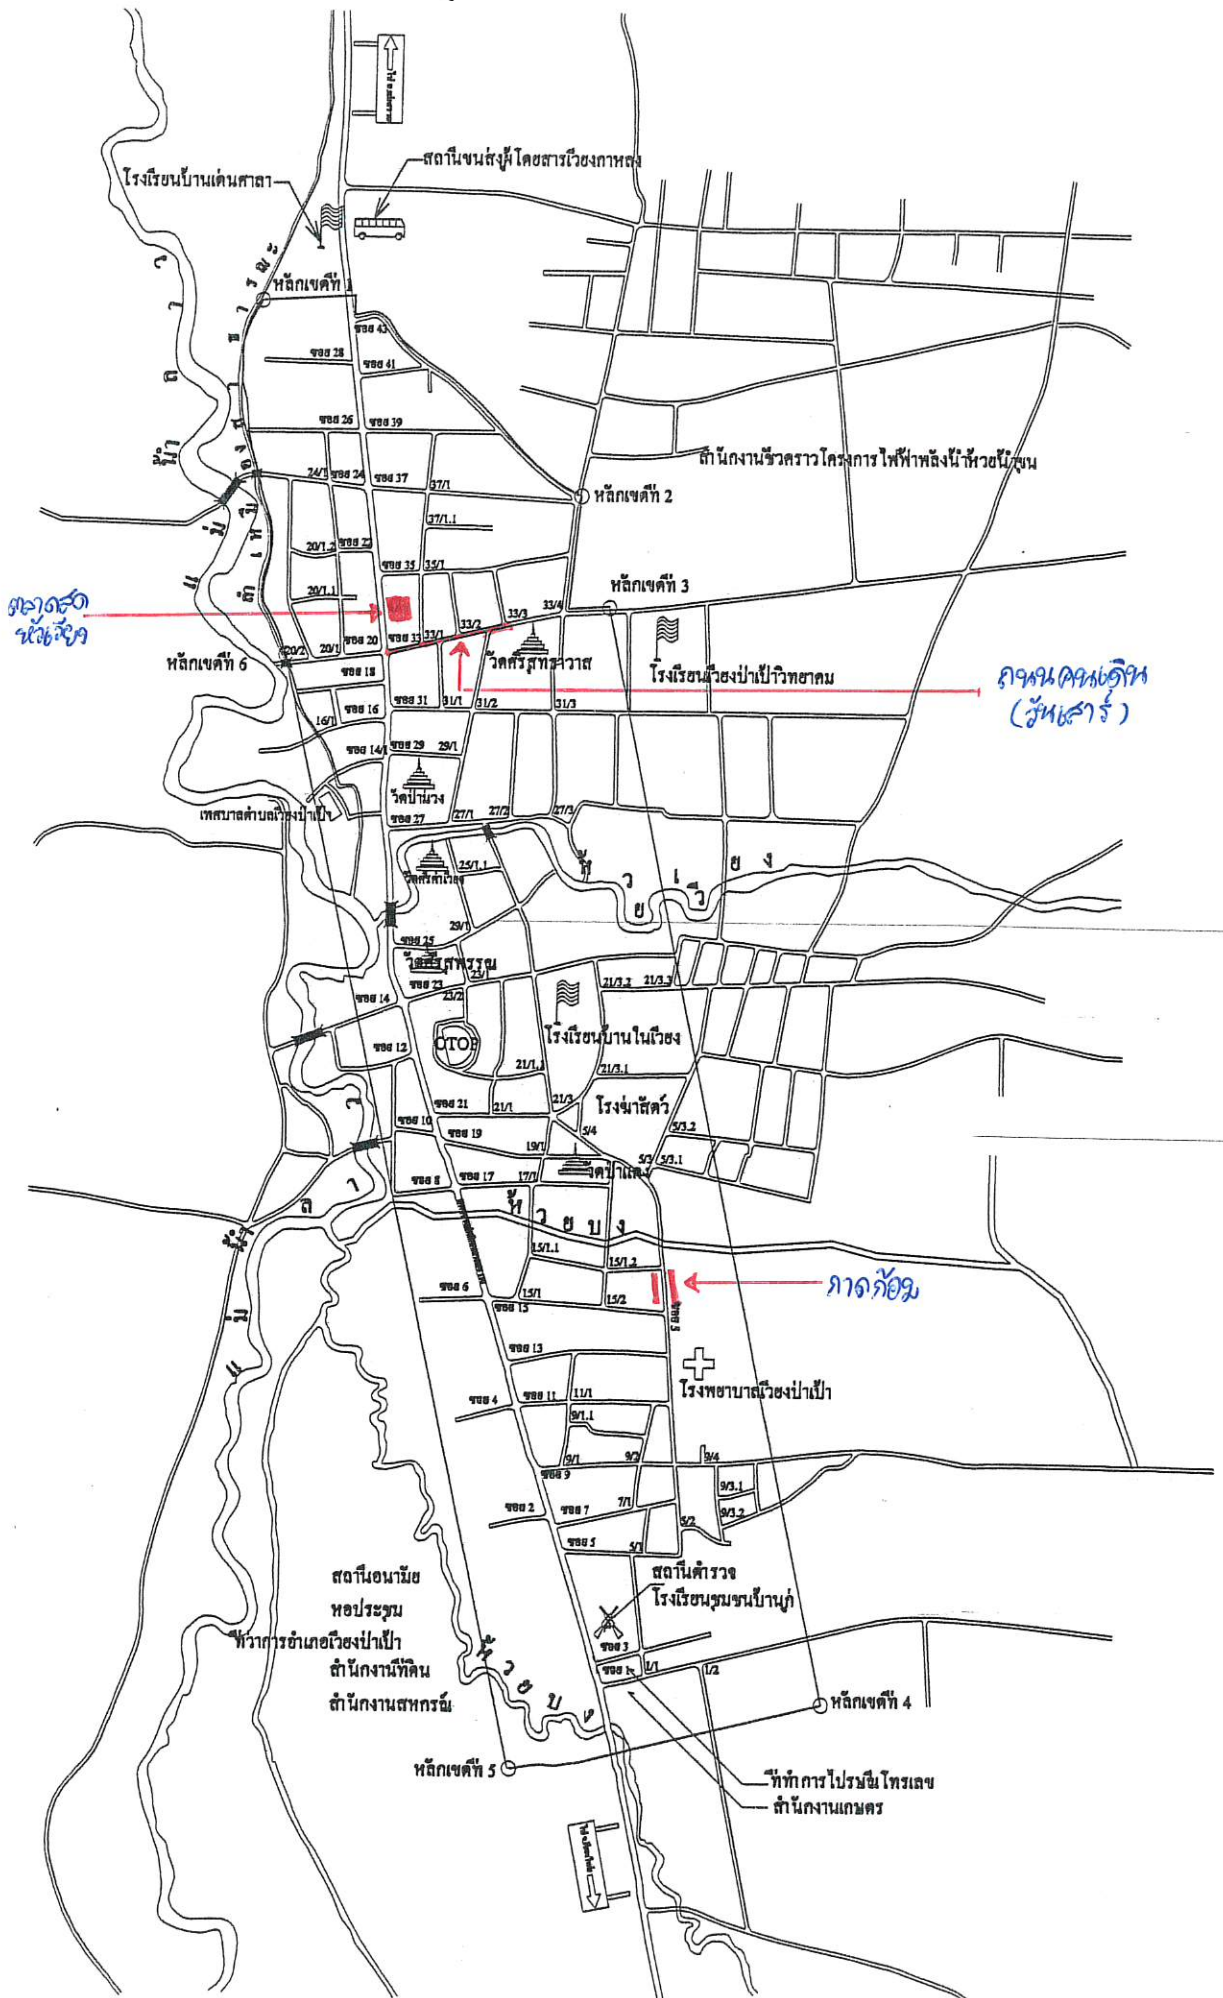 สถานีขนส่งผู้โดยสารเวียงกาหลง
โรงเรียนบ้านเด่นศาลา
หลักเขตที่ 1
ซอย 43
ซอย 28
ซอย 41
ซอย 26
ซอย 39
สำนักงานชั่วคราวโครงการไฟฟ้าพลังน้ำห้วยน้ำขุ่น
24/1
ซอย 24
ซอย 37
37/1
หลักเขตที่ 2
37/1.1
20/1.2
ซอย 22
ซอย 35
35/1
20/1.1
หลักเขตที่ 3
ตลาดสด
หัวเวียง
33/4
33/3
33/2
33/1
ซอย 33
ซอย 20
20/1
20/2
หลักเขตที่ 6
ซอย 18
วัดศรีสุทธาวาส
โรงเรียนเวียงป่าเป้าวิทยาคม
ถนนคนเดิน
(วันเสาร์)
ซอย 31
31/1
31/2
31/3
ซอย 16
16/1
ซอย 14/1
ซอย 29
29/1
วัดป่าม่วง
เทศบาลตำบลเวียงป่าเป้า
ซอย 27
27/1
27/2
27/3
ห้วยเวียง
25/1.1
29/1
ซอย 25
วัดศรีสุพรรณ
23/1
ซอย 23
23/2
21/3.2
21/3.3
ซอย 14
ซอย 12
OTOP
โรงเรียนบ้านในเวียง
21/1.1
21/3.1
ซอย 21
21/1
21/3
โรงฆ่าสัตว์
ซอย 10
ซอย 19
5/4
5/3.2
19/1
5/3
5/3.1
ซอย 8
ซอย 17
17/1
ห้วยบง
แม่น้ำลาว
15/1.1
15/1.2
ซอย 6
15/1
15/2
ซอย 15
กาดก้อม
ซอย 5
ซอย 13
โรงพยาบาลเวียงป่าเป้า
ซอย 4
ซอย 11
11/1
9/1.1
9/1
9/2
9/4
ซอย 9
9/3.1
9/3.2
ซอย 2
ซอย 7
7/1
5/2
ซอย 5
5/1
สถานีตำรวจ
โรงเรียนชุมชนบ้านภู่
สถานีอนามัย
หอประชุม
ที่ว่าการอำเภอเวียงป่าเป้า
สำนักงานที่ดิน
สำนักงานสหกรณ์
ซอย 3
ซอย 1
1/1
1/2
ห้วยบง
หลักเขตที่ 4
หลักเขตที่ 5
ที่ทำการไปรษณีย์โทรเลข
สำนักงานเกษตร